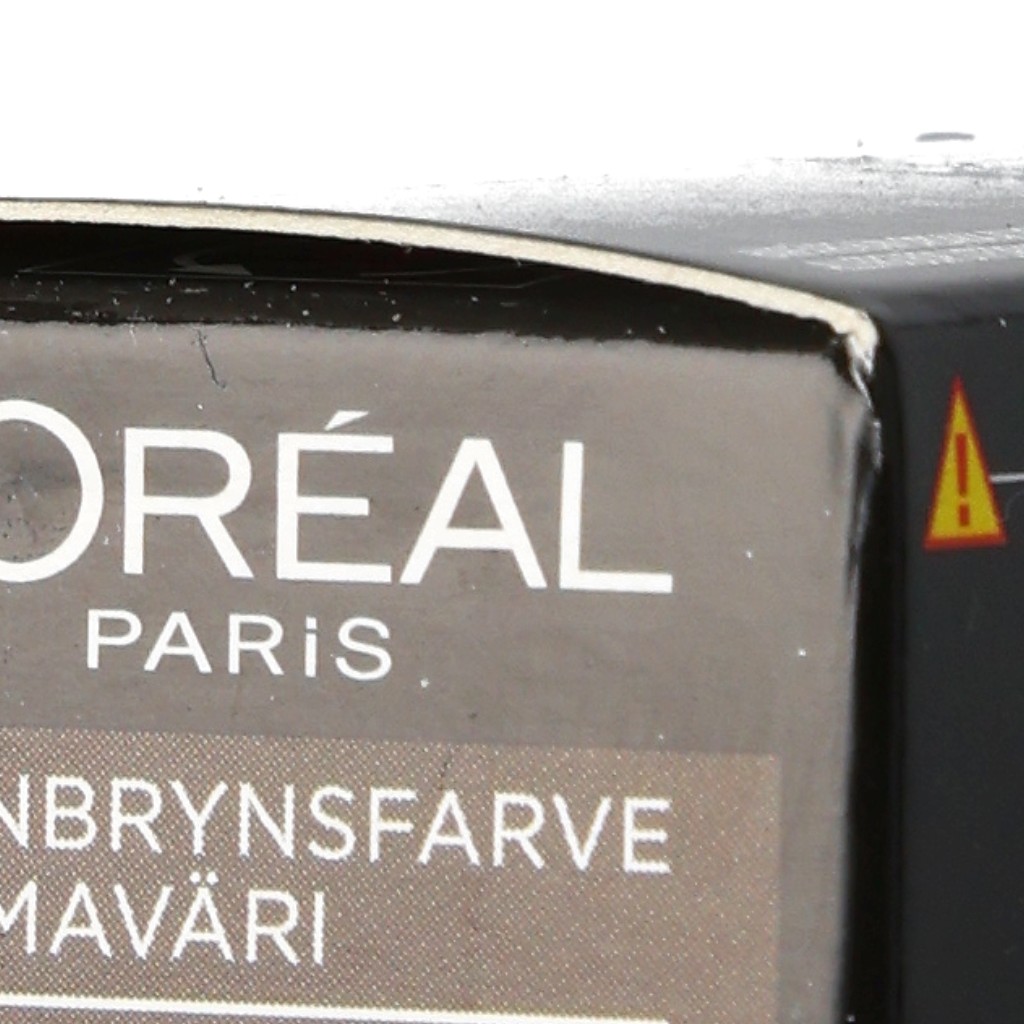 ORÉAL
PARiS
NBRYNSFARVE
MAVÄRI
!